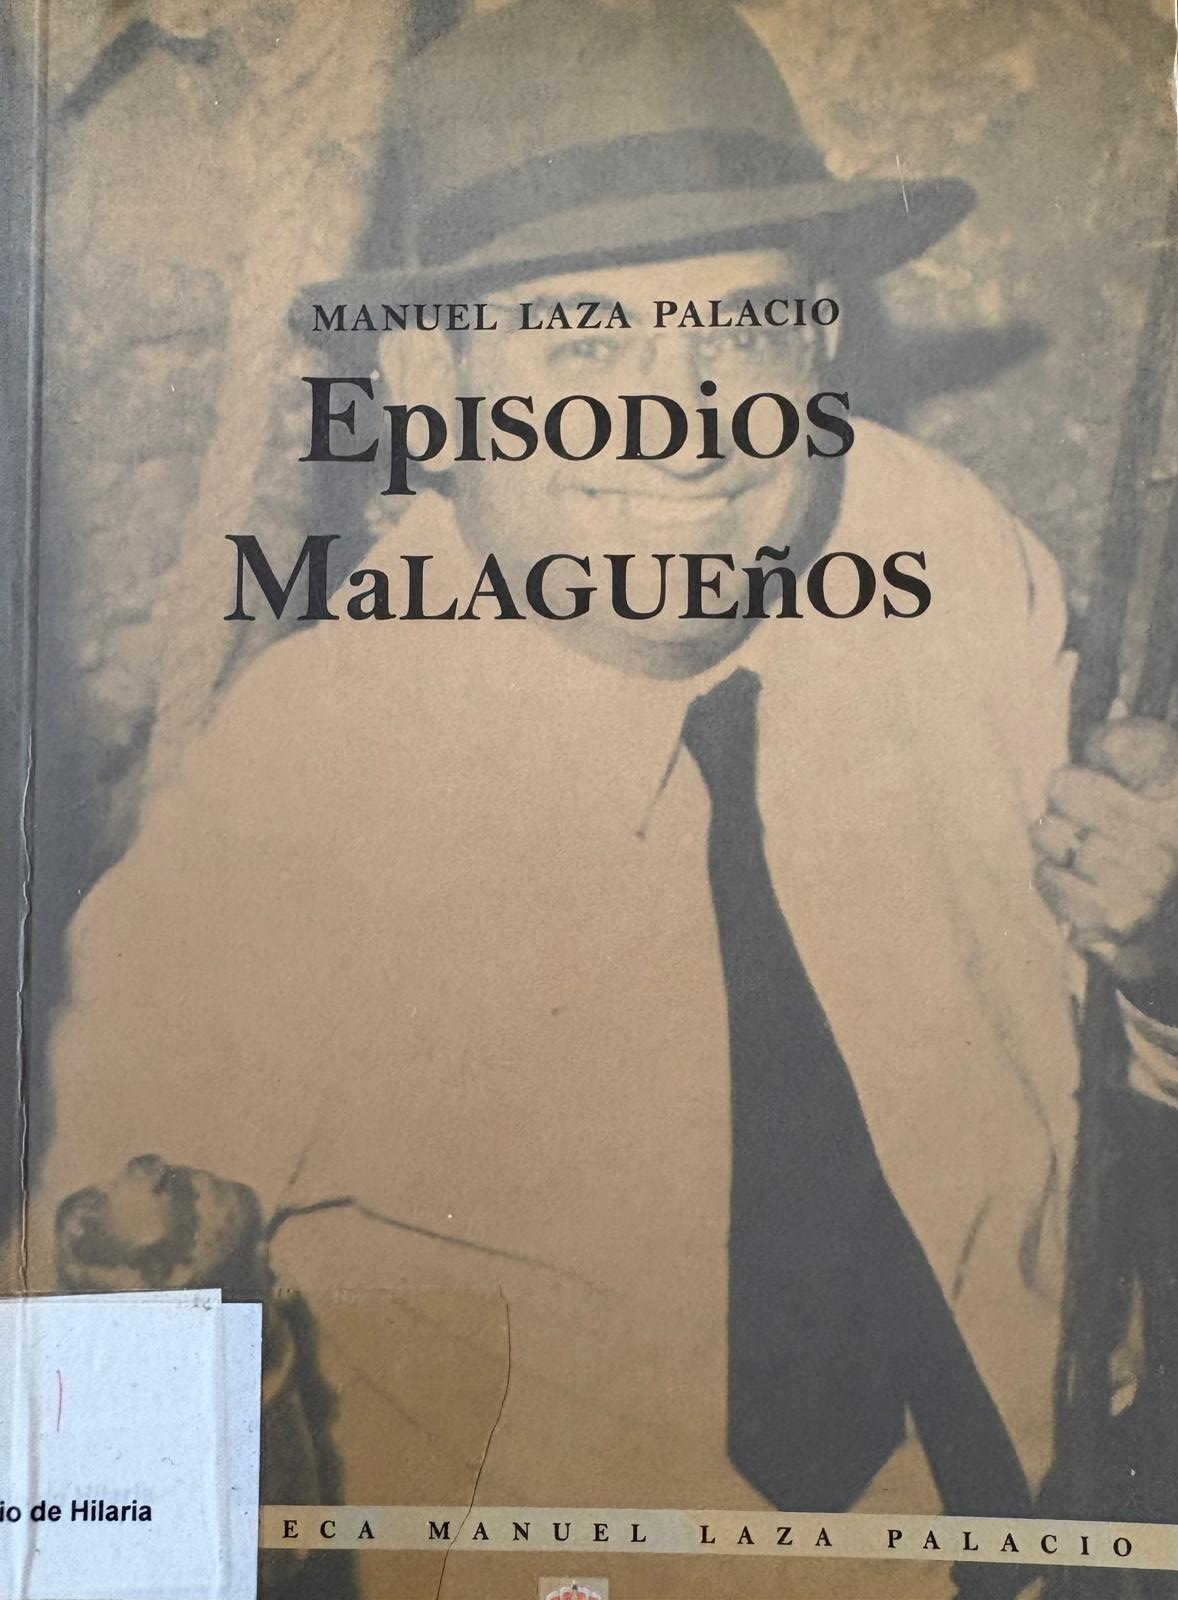 MANUEL LAZA PALACIO
EpISODiOS
MaLAGUEñOS
io de Hilaria
ECA MANUEL LAZA PALACIO